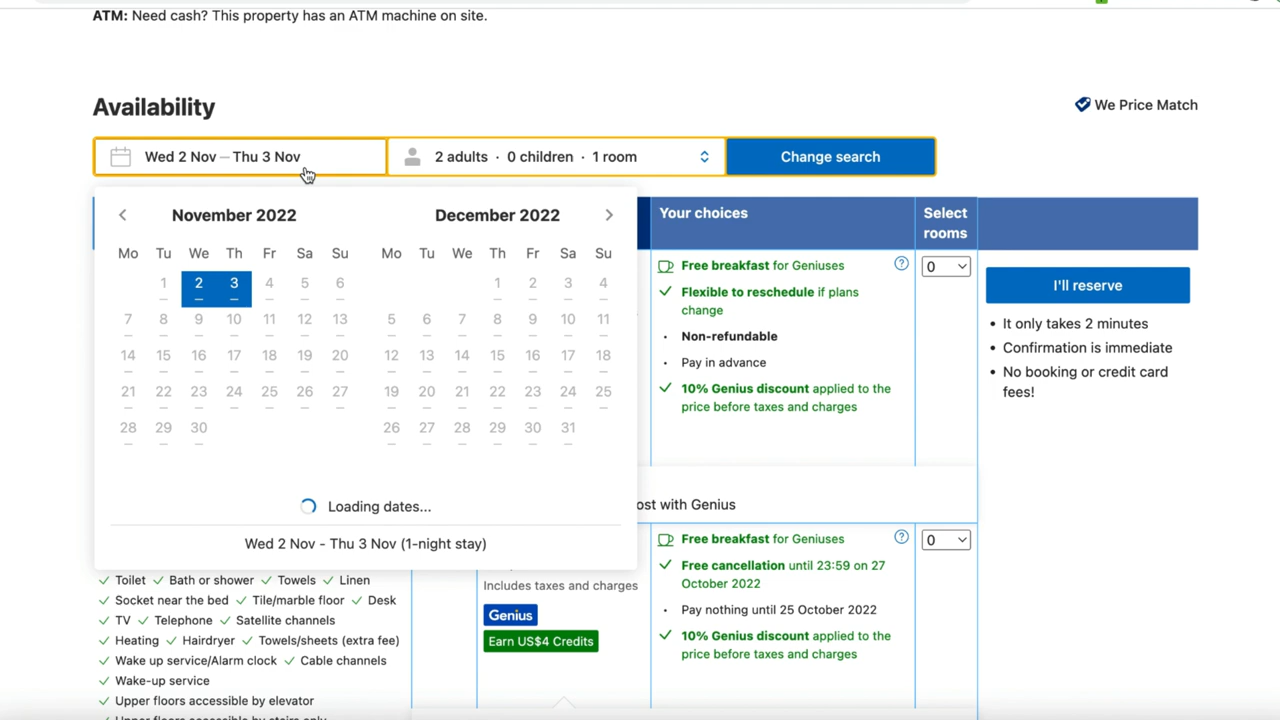 ATM: Need cash? This property has an ATM machine on site.
Availability
We Price Match
Wed 2 Nov — Thu 3 Nov
2 adults · 0 children · 1 room
Change search
November 2022
Mo Tu We Th Fr Sa Su
1 2 3 4 5 6
7 8 9 10 11 12 13
14 15 16 17 18 19 20
21 22 23 24 25 26 27
28 29 30
December 2022
Mo Tu We Th Fr Sa Su
1 2 3 4
5 6 7 8 9 10 11
12 13 14 15 16 17 18
19 20 21 22 23 24 25
26 27 28 29 30 31
Loading dates...
Wed 2 Nov - Thu 3 Nov (1-night stay)
Your choices
Select
rooms
Free breakfast for Geniuses
Flexible to reschedule if plans
change
Non-refundable
Pay in advance
10% Genius discount applied to the
price before taxes and charges
0
I'll reserve
• It only takes 2 minutes
• Confirmation is immediate
• No booking or credit card
fees!
with Genius
Free breakfast for Geniuses
Free cancellation until 23:59 on 27
October 2022
Pay nothing until 25 October 2022
10% Genius discount applied to the
price before taxes and charges
0
Includes taxes and charges
Genius
Earn US$4 Credits
Toilet Bath or shower Towels Linen
Socket near the bed Tile/marble floor Desk
TV Telephone Satellite channels
Heating Hairdryer Towels/sheets (extra fee)
Wake up service/Alarm clock Cable channels
Wake-up service
Upper floors accessible by elevator